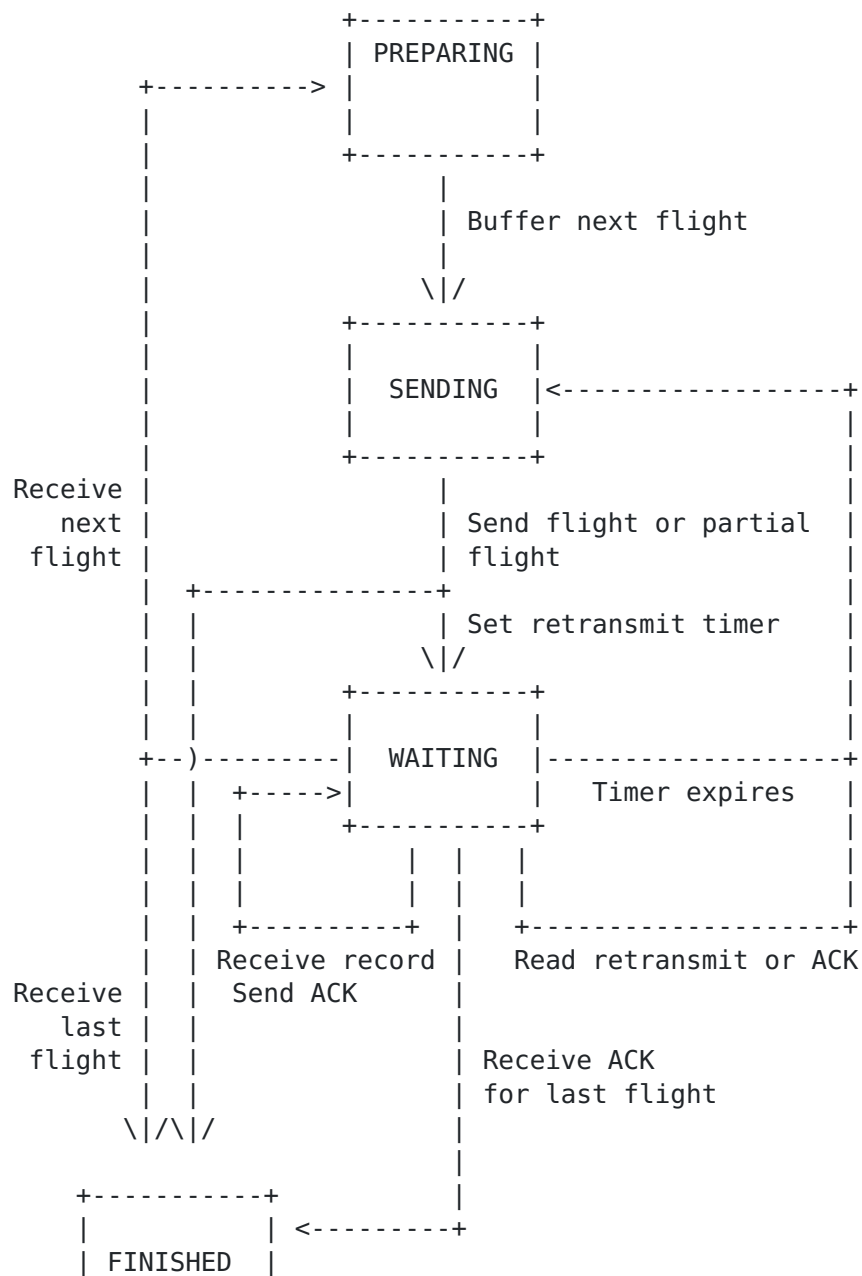 PREPARING
Buffer next flight
SENDING
Receive
next
flight
Send flight or partial
flight
Set retransmit timer
WAITING
Timer expires
Receive record
Send ACK
Read retransmit or ACK
Receive
last
flight
Receive ACK
for last flight
FINISHED